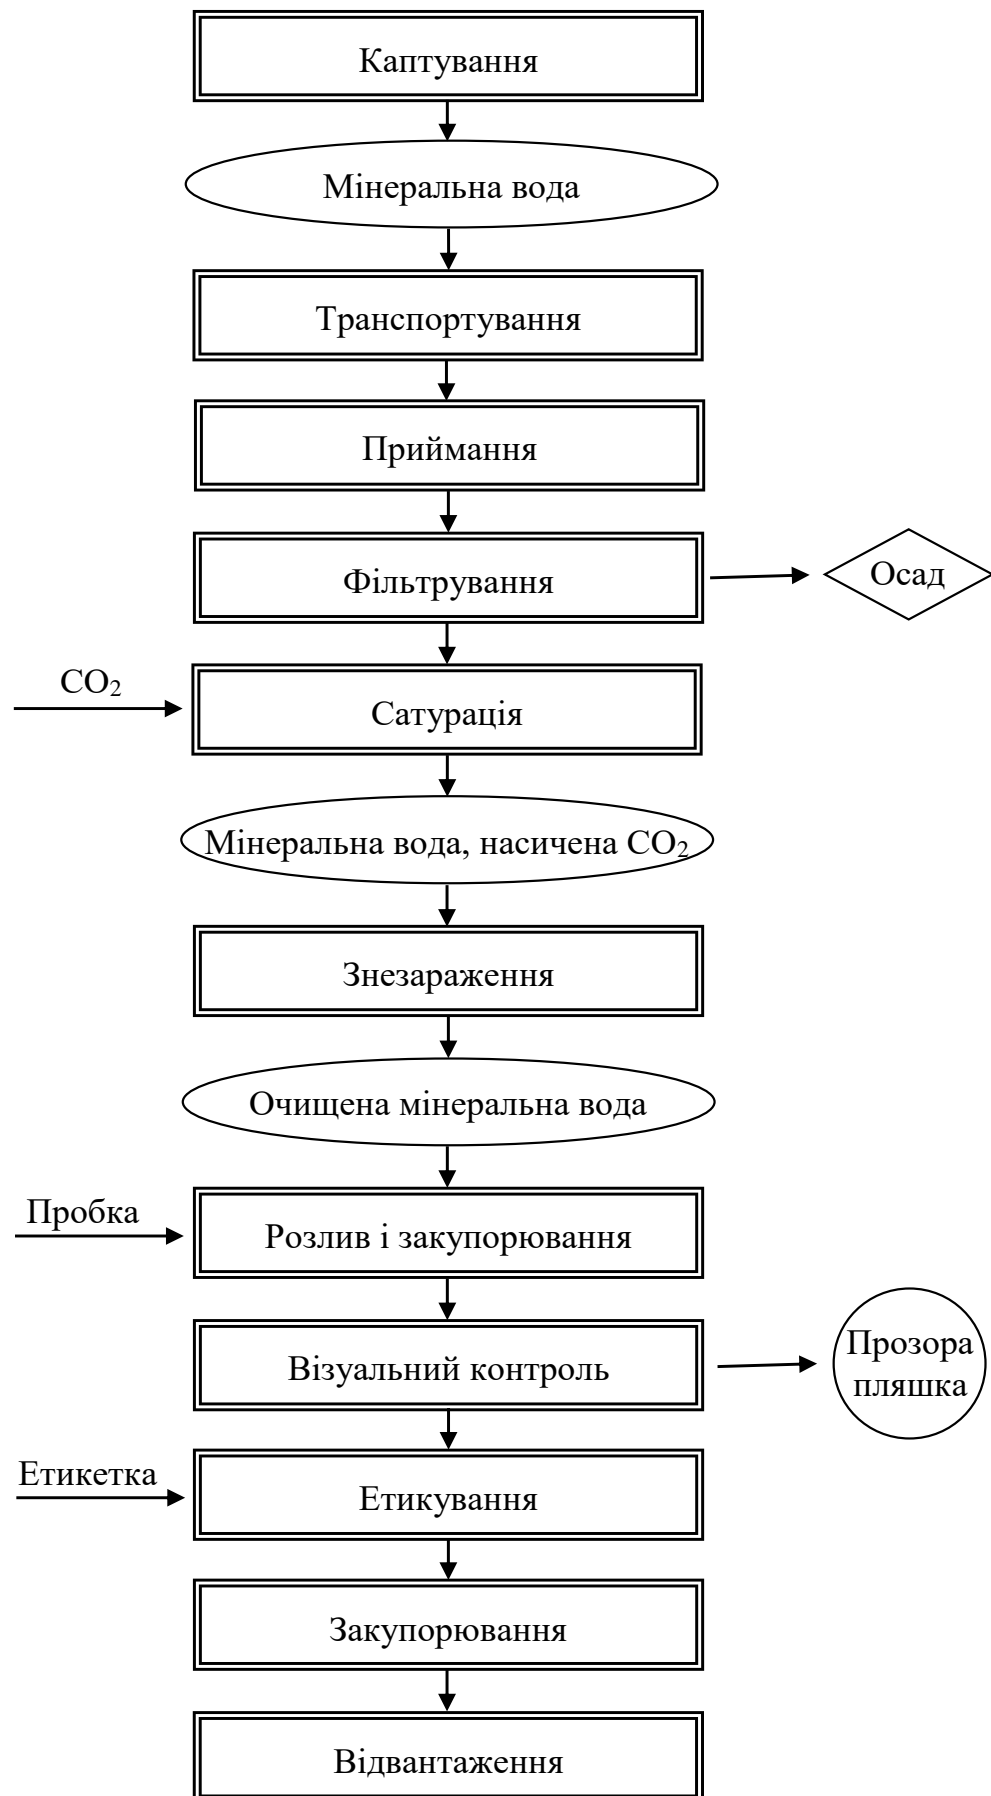 Каптування
Мінеральна вода
Транспортування
Приймання
Фільтрування
Осад
CO₂
Сатурація
Мінеральна вода, насичена CO₂
Знезараження
Очищена мінеральна вода
Пробка
Розлив і закупорювання
Візуальний контроль
Прозора
пляшка
Етикетка
Етикування
Закупорювання
Відвантаження